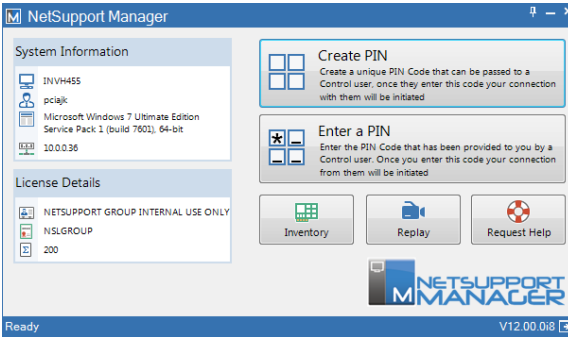 M NetSupport Manager
System Information
INVH455
pciajk
Microsoft Windows 7 Ultimate Edition
Service Pack 1 (build 7601), 64-bit
10.0.0.36
License Details
NETSUPPORT GROUP INTERNAL USE ONLY
NSLGROUP
200
Create PIN
Create a unique PIN Code that can be passed to a
Control user, once they enter this code your connection
with them will be initiated
Enter a PIN
Enter the PIN Code that has been provided to you by a
Control user. Once you enter this code your connection
from them will be initiated
Inventory
Replay
Request Help
M NETSUPPORT
MANAGER
Ready
V12.00.0i8